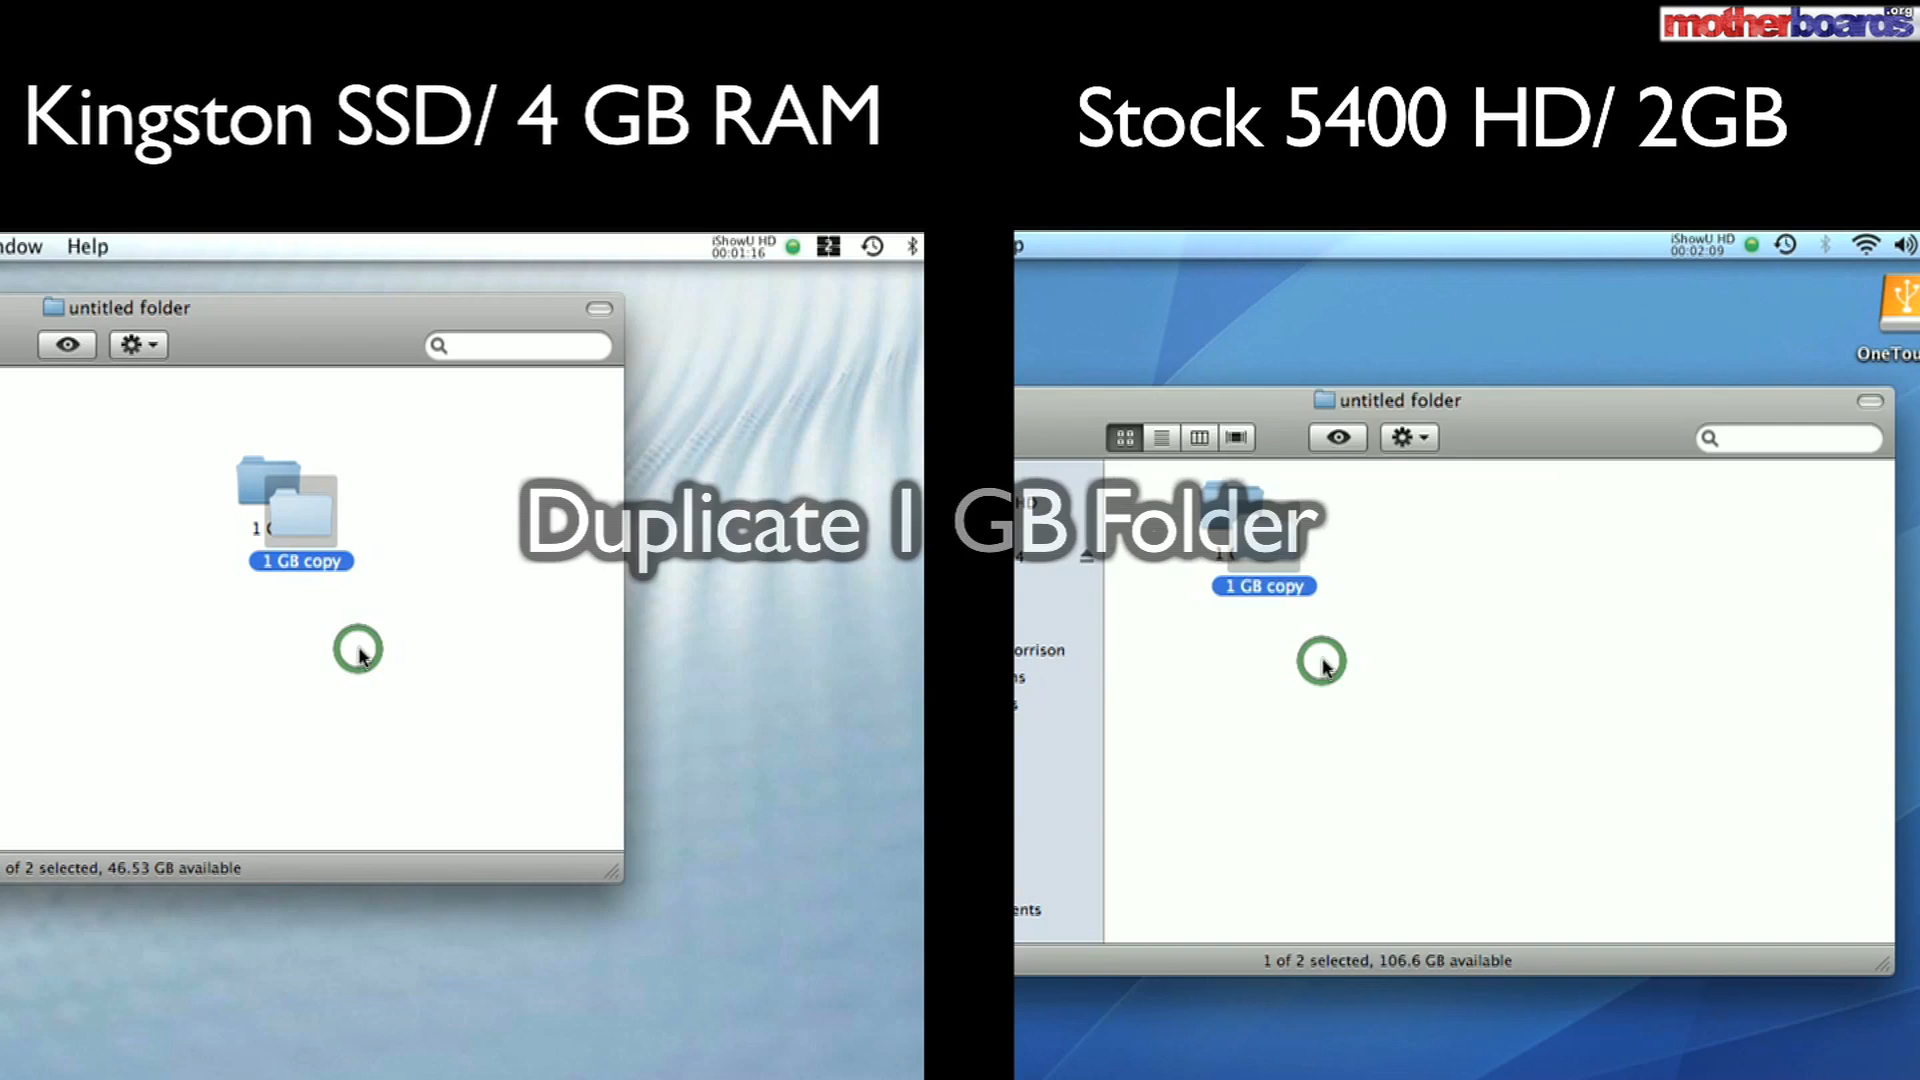 motherboards.org
Kingston SSD/ 4 GB RAM
Stock 5400 HD/ 2GB
ndow Help
iShowU HD
00:01:16
p
iShowU HD
00:02:09
untitled folder
OneTou
untitled folder
Duplicate 1 GB Folder
1 GB copy
1 GB copy
orrison
ns
s
of 2 selected, 46.53 GB available
ents
1 of 2 selected, 106.6 GB available